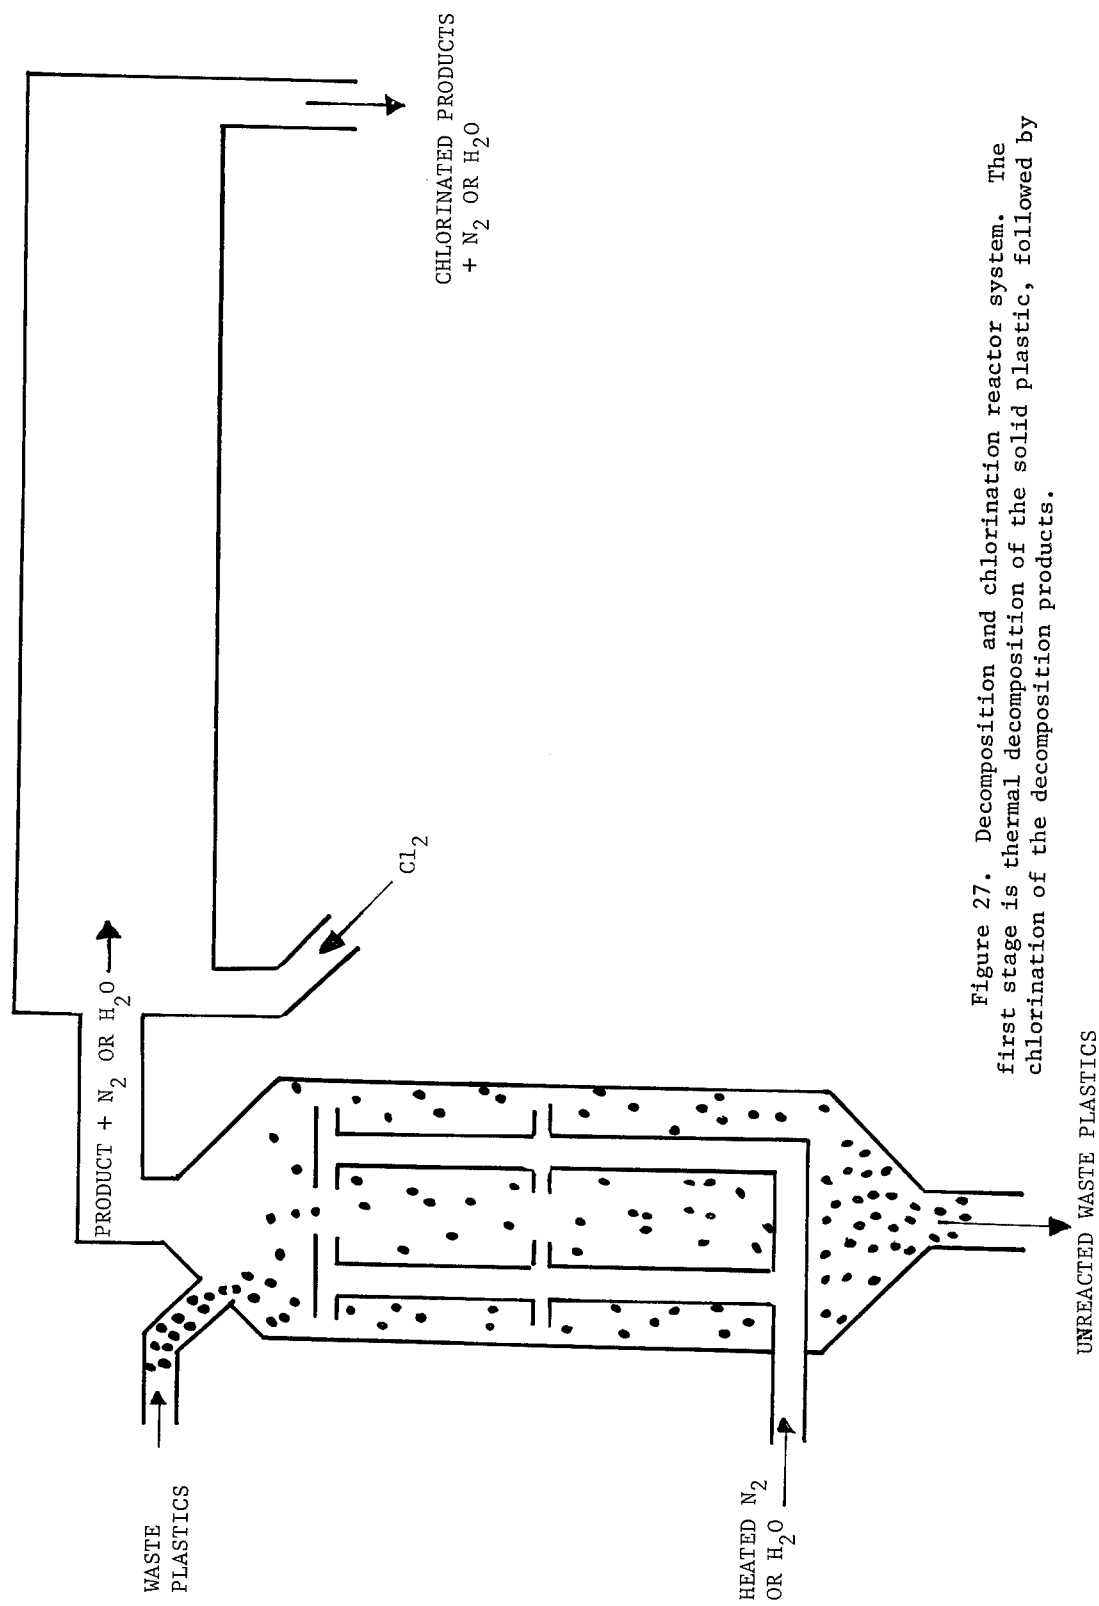 WASTE
PLASTICS
PRODUCT + N2 OR H2O
Cl2
CHLORINATED PRODUCTS
+ N2 OR H2O
HEATED N2
OR H2O
UNREACTED WASTE PLASTICS
Figure 27. Decomposition and chlorination reactor system. The
first stage is thermal decomposition of the solid plastic, followed by
chlorination of the decomposition products.